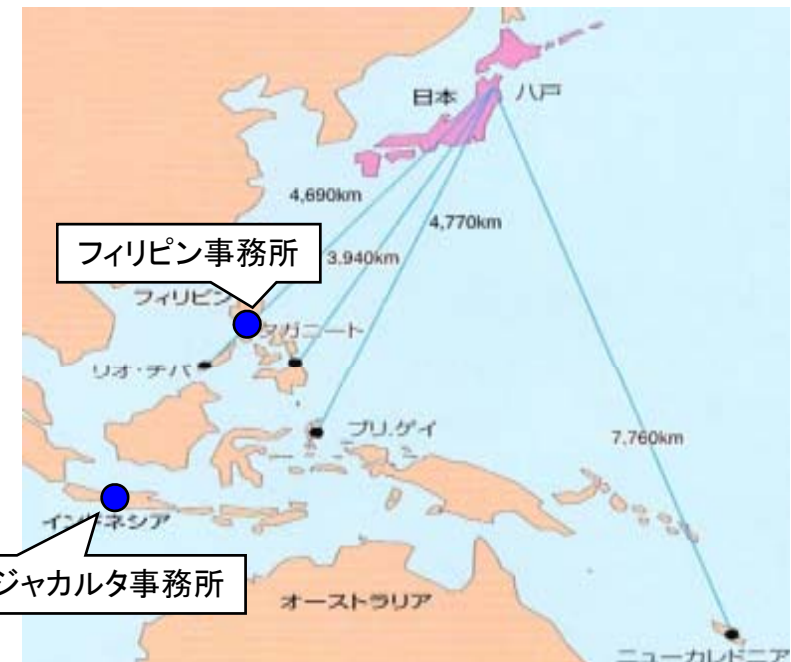 日本
八戸
4,690km
4,770km
フィリピン事務所
3,940km
フィリピン
タガニート
リオ・チバ
ブリ.ゲイ
7,760km
インドネシア
ジャカルタ事務所
オーストラリア
ニューカレドニア